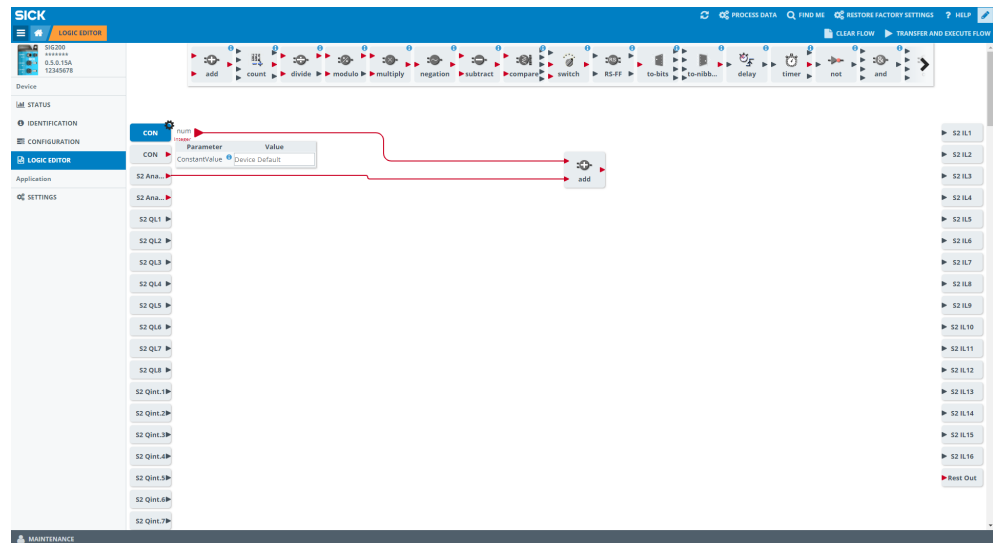 SICK
PROCESS DATA FIND ME RESTORE FACTORY SETTINGS ? HELP
LOGIC EDITOR
CLEAR FLOW TRANSFER AND EXECUTE FLOW
SIG200
*******
0.5.0.15A
12345678
Device
STATUS
IDENTIFICATION
CONFIGURATION
LOGIC EDITOR
Application
SETTINGS
add count divide modulo multiply negation subtract compare switch RS-FF to-bits to-nibb... delay timer not and
CON
num
integer
Parameter Value
ConstantValue Device Default
CON
S2 Ana...
S2 Ana...
S2 QL1
S2 QL2
S2 QL3
S2 QL4
S2 QL5
S2 QL6
S2 QL7
S2 QL8
S2 Qint.1
S2 Qint.2
S2 Qint.3
S2 Qint.4
S2 Qint.5
S2 Qint.6
S2 Qint.7
add
S2 IL1
S2 IL2
S2 IL3
S2 IL4
S2 IL5
S2 IL6
S2 IL7
S2 IL8
S2 IL9
S2 IL10
S2 IL11
S2 IL12
S2 IL13
S2 IL14
S2 IL15
S2 IL16
Rest Out
MAINTENANCE